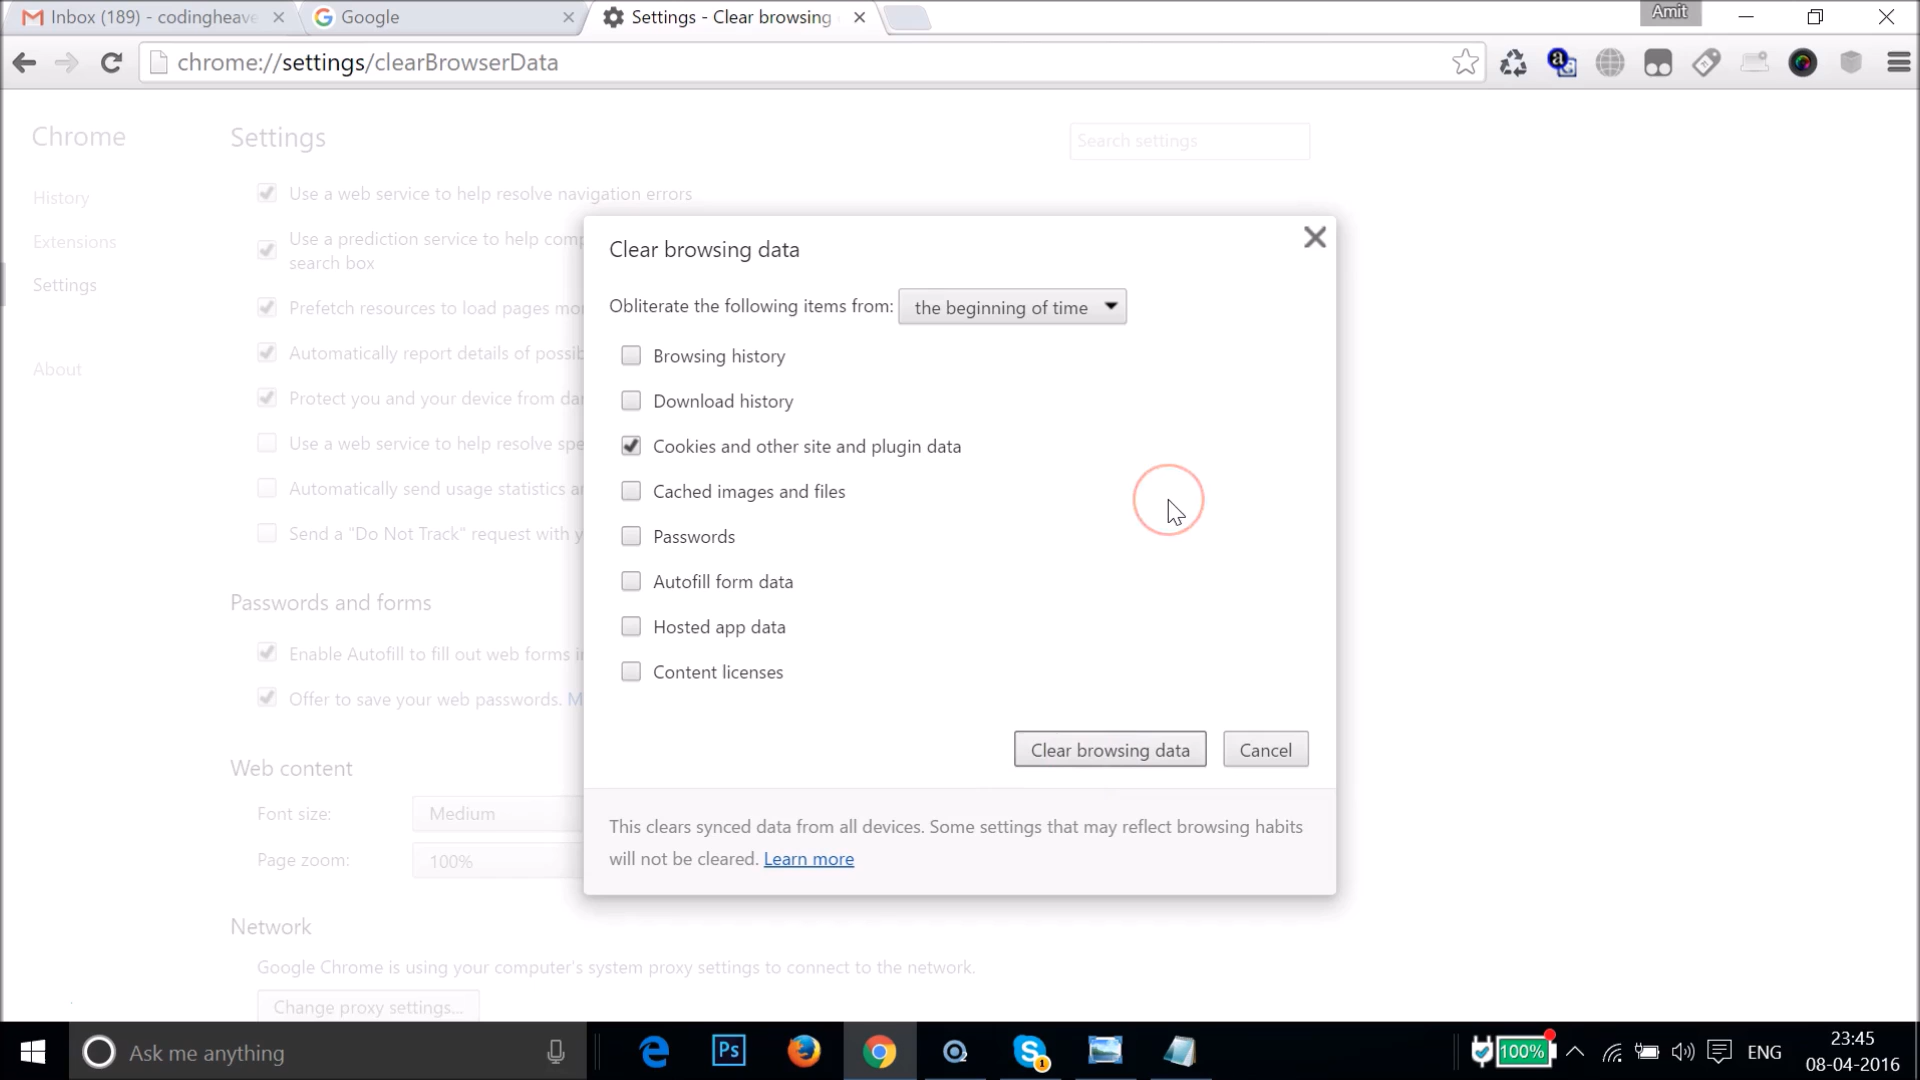 Inbox (189) - codingheave
Google
Settings - Clear browsing
Amit
chrome://settings/clearBrowserData
Chrome
Settings
Search settings
History
Extensions
Settings
About
Use a web service to help resolve navigation errors
Use a prediction service to help com
search box
Prefetch resources to load pages mo
Automatically report details of possib
Protect you and your device from da
Use a web service to help resolve spe
Automatically send usage statistics a
Send a "Do Not Track" request with y
Passwords and forms
Enable Autofill to fill out web forms i
Offer to save your web passwords. M
Web content
Font size: Medium
Page zoom: 100%
Network
Google Chrome is using your computer's system proxy settings to connect to the network.
Change proxy settings...
Clear browsing data
Obliterate the following items from: the beginning of time
Browsing history
Download history
Cookies and other site and plugin data
Cached images and files
Passwords
Autofill form data
Hosted app data
Content licenses
Clear browsing data
Cancel
This clears synced data from all devices. Some settings that may reflect browsing habits
will not be cleared. Learn more
Ask me anything
Ps
1
100%
ENG
23:45
08-04-2016